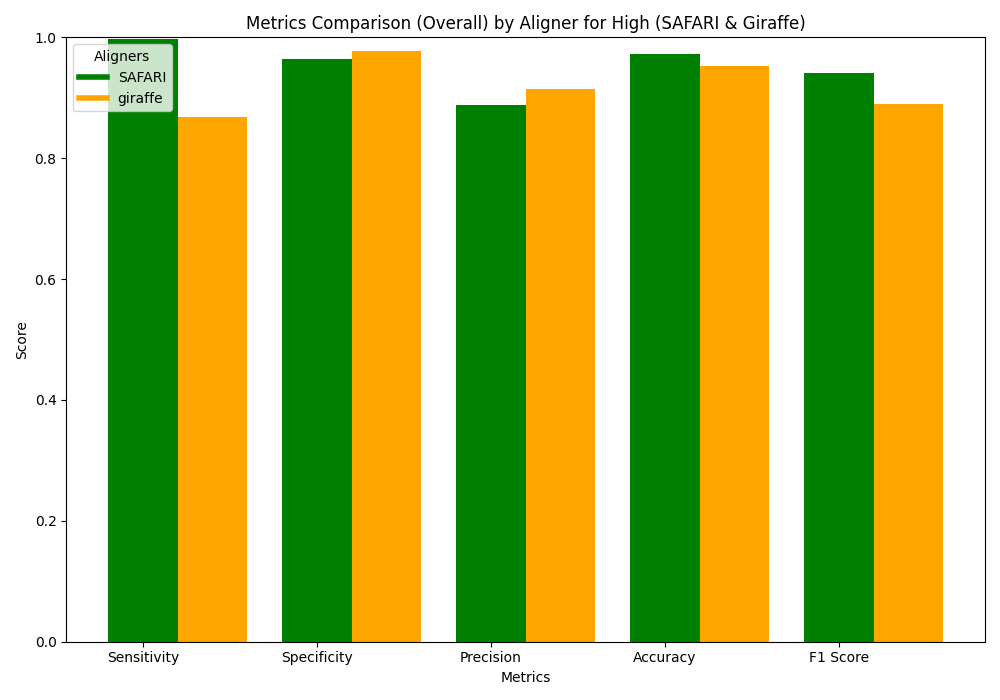 Metrics Comparison (Overall) by Aligner for High (SAFARI & Giraffe)
Aligners
SAFARI
giraffe
Score
1.0
0.8
0.6
0.4
0.2
0.0
Sensitivity
Specificity
Precision
Accuracy
F1 Score
Metrics